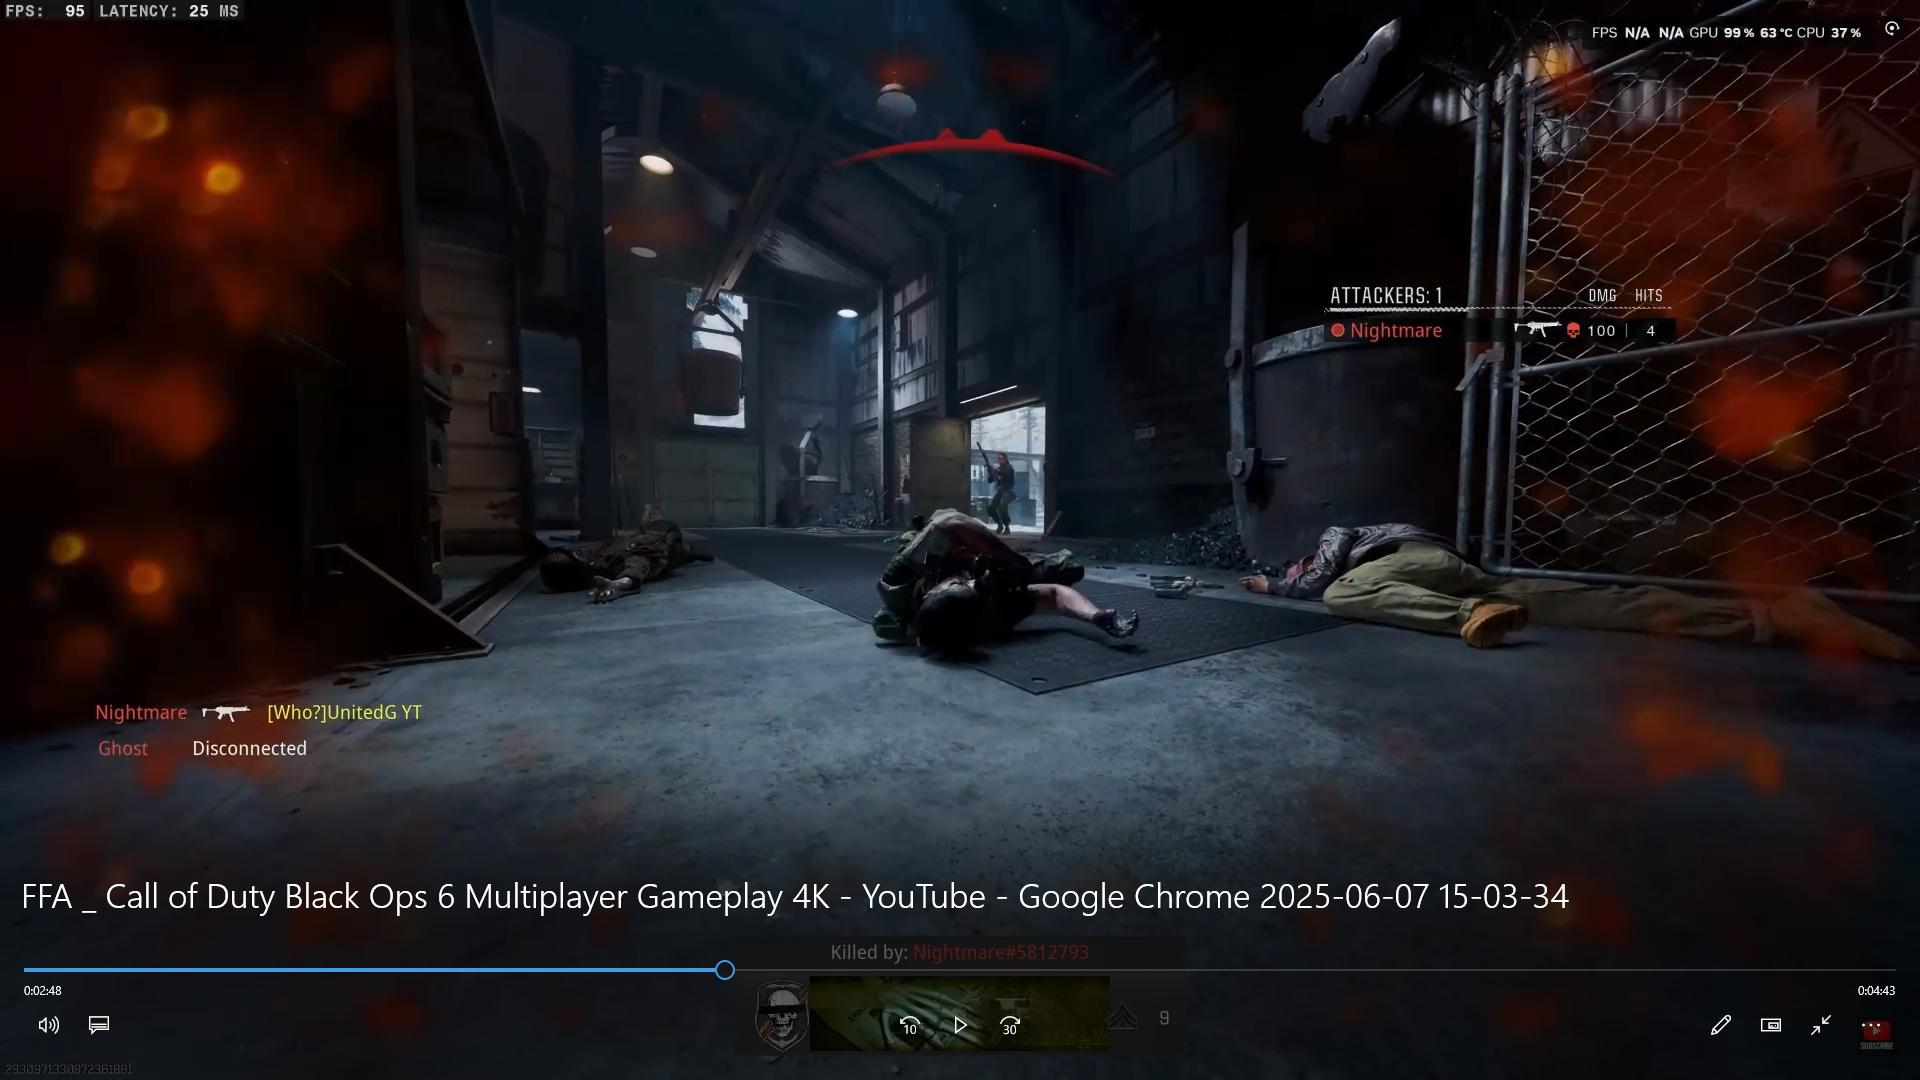 FPS: 95 LATENCY: 25 MS
FPS N/A N/A GPU 99% 63°C CPU 37%
ATTACKERS: 1 DMG HITS
Nightmare 100 | 4
Nightmare [Who?]UnitedG YT
Ghost Disconnected
FFA _ Call of Duty Black Ops 6 Multiplayer Gameplay 4K - YouTube - Google Chrome 2025-06-07 15-03-34
Killed by: Nightmare#5812793
0:02:48
0:04:43
10
30
9
SUBSCRIBE